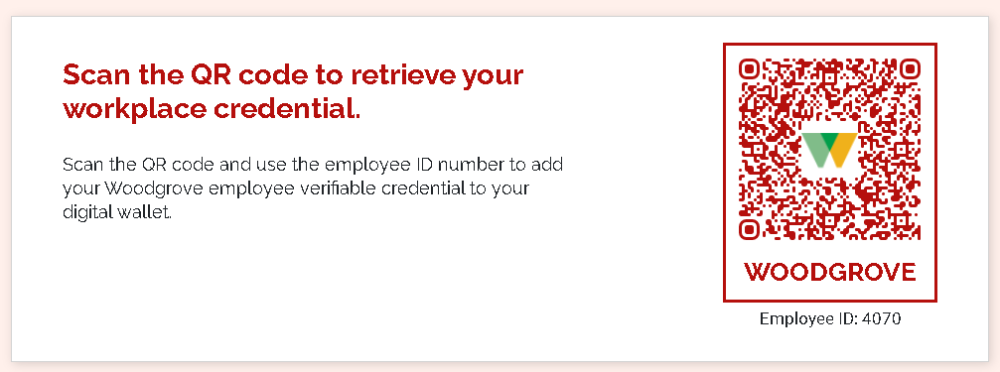 Scan the QR code to retrieve your
workplace credential.
Scan the QR code and use the employee ID number to add
your Woodgrove employee verifiable credential to your
digital wallet.
W
WOODGROVE
Employee ID: 4070